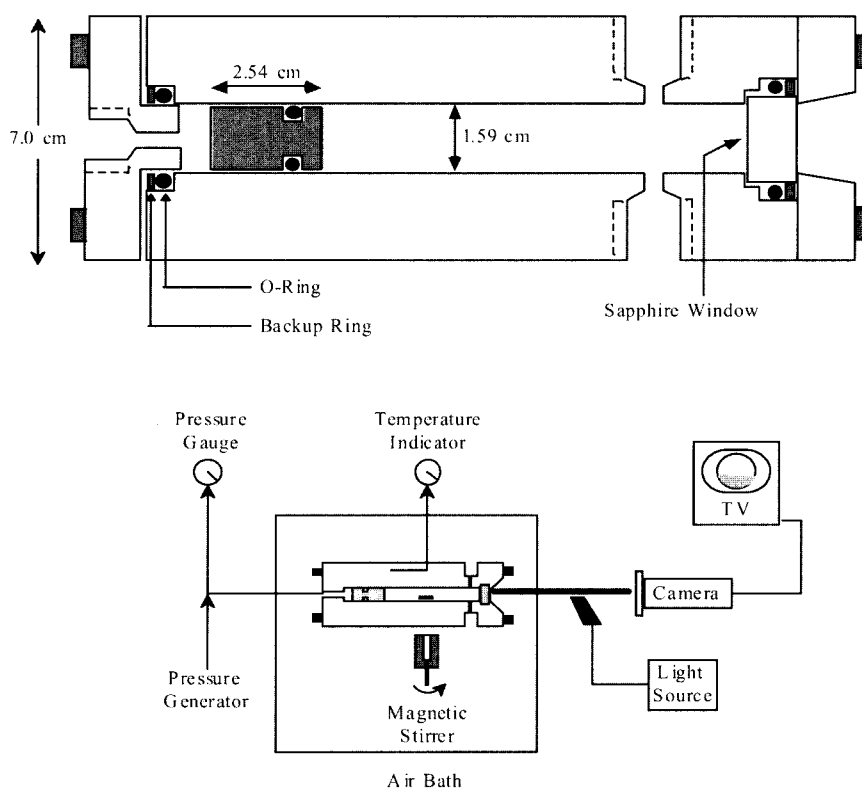 2.54 cm
7.0 cm
1.59 cm
O-Ring
Backup Ring
Sapphire Window
Pressure
Gauge
Temperature
Indicator
TV
Camera
Pressure
Generator
Light
Source
Magnetic
Stirrer
Air Bath